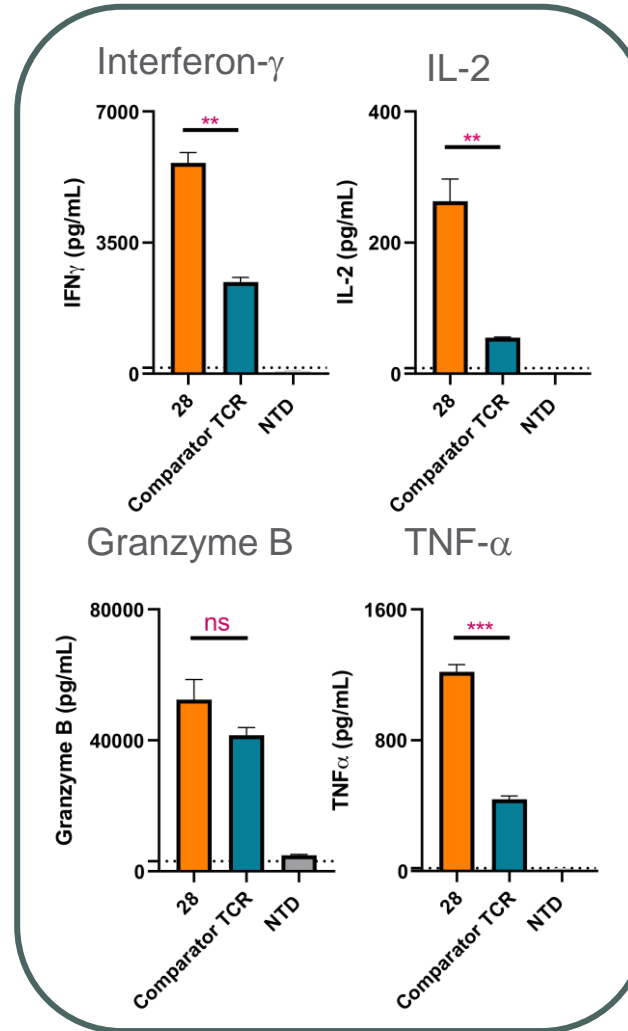 Interferon-γ
7000
3500
0
IFNγ (pg/mL)
**
28
Comparator TCR
NTD
IL-2
400
200
0
IL-2 (pg/mL)
**
28
Comparator TCR
NTD
Granzyme B
80000
40000
0
Granzyme B (pg/mL)
ns
28
Comparator TCR
NTD
TNF-α
1600
800
0
TNFα (pg/mL)
***
28
Comparator TCR
NTD